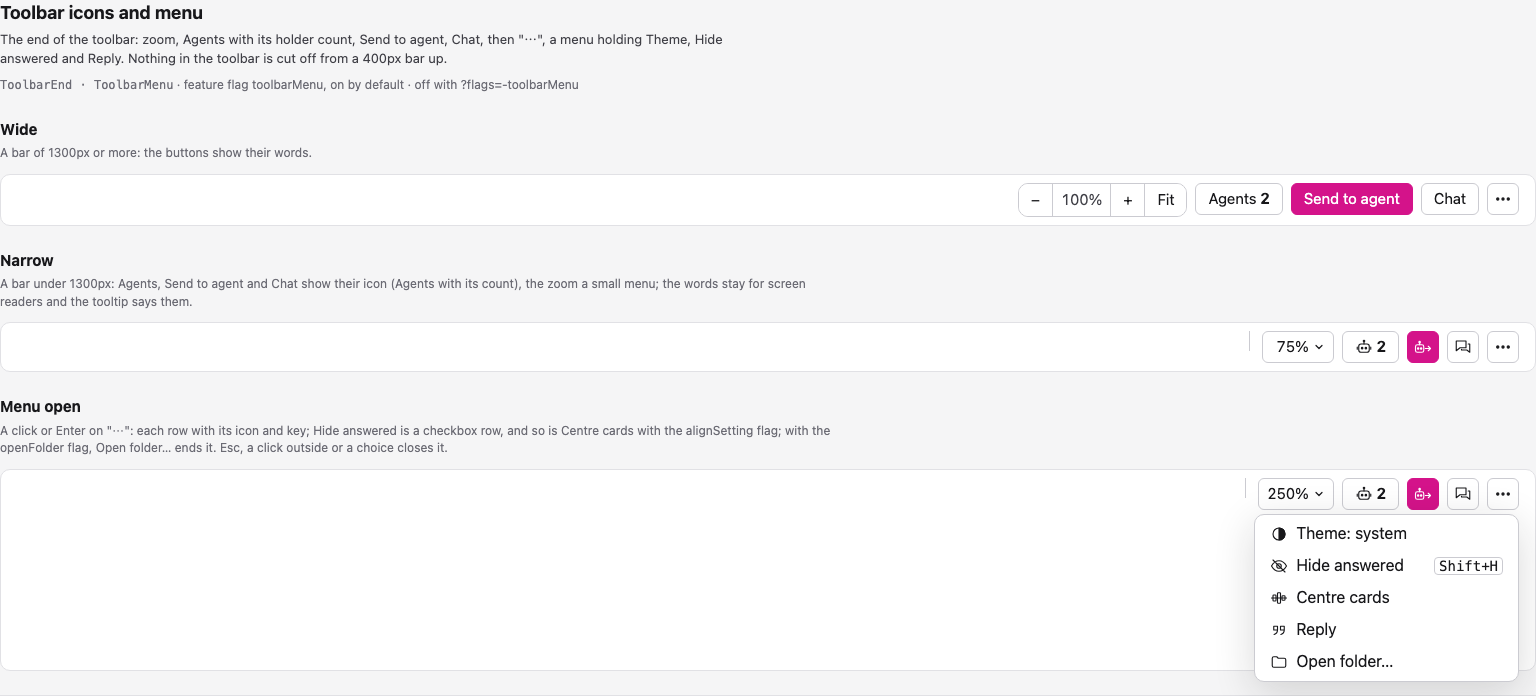 Toolbar icons and menu
The end of the toolbar: zoom, Agents with its holder count, Send to agent, Chat, then "⋯", a menu holding Theme, Hide
answered and Reply. Nothing in the toolbar is cut off from a 400px bar up.
ToolbarEnd · ToolbarMenu · feature flag toolbarMenu, on by default · off with ?flags=-toolbarMenu
Wide
A bar of 1300px or more: the buttons show their words.
− 100% + Fit Agents 2 Send to agent Chat ⋯
Narrow
A bar under 1300px: Agents, Send to agent and Chat show their icon (Agents with its count), the zoom a small menu; the words stay for screen
readers and the tooltip says them.
75% 2 ⋯
Menu open
A click or Enter on "⋯": each row with its icon and key; Hide answered is a checkbox row, and so is Centre cards with the alignSetting flag; with the
openFolder flag, Open folder… ends it. Esc, a click outside or a choice closes it.
250% 2 ⋯
Theme: system
Hide answered Shift+H
Centre cards
Reply
Open folder…